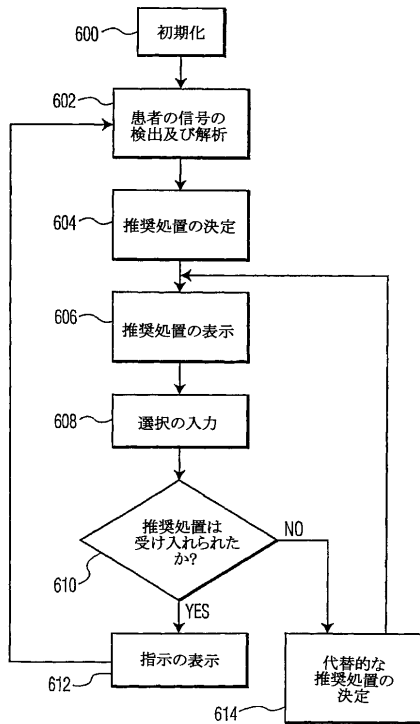 600
初期化
602
患者の信号の
検出及び解析
604
推奨処置の決定
606
推奨処置の表示
608
選択の入力
推奨処置は
受け入れられた
か?
610
NO
YES
指示の表示
612
代替的な
推奨処置の
決定
614